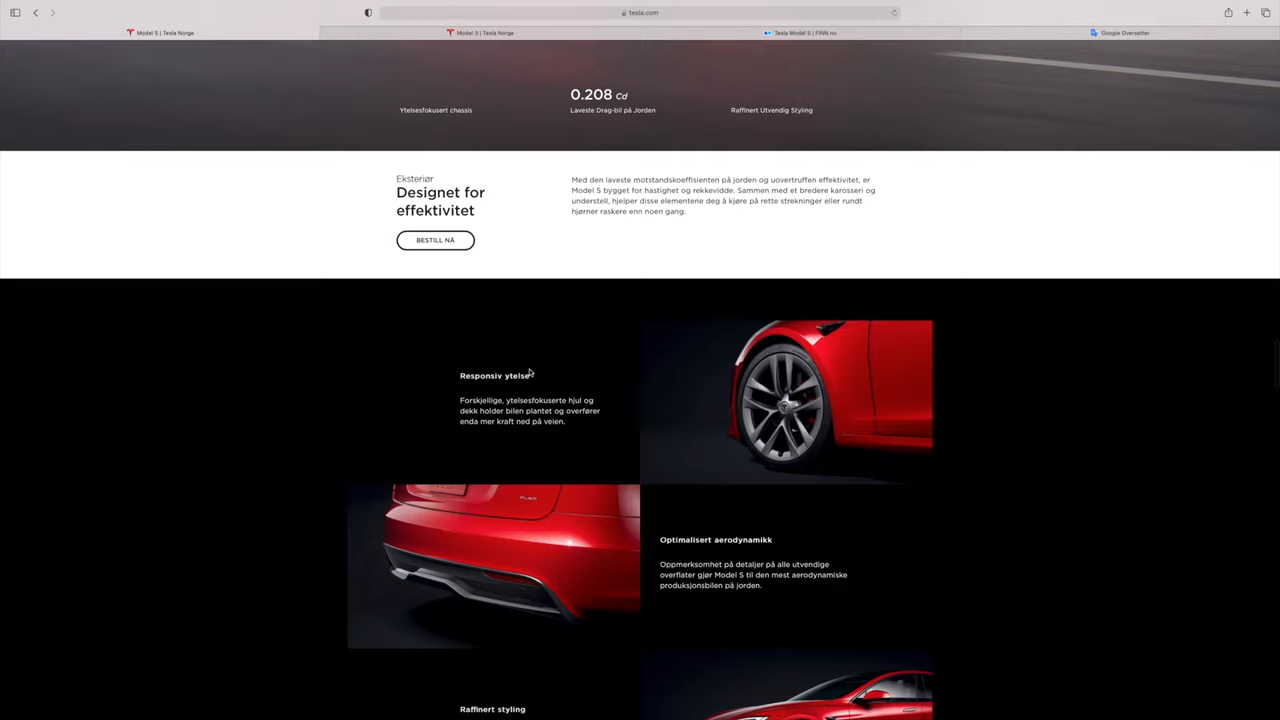 tesla.com
Model S | Tesla Norge
Model 3 | Tesla Norge
Tesla Model S | FINN.no
Google Oversetter
0.208 Cd
Ytelsesfokusert chassis
Laveste Drag-bil på Jorden
Raffinert Utvendig Styling
Eksteriør
Designet for
effektivitet
BESTILL NÅ
Med den laveste motstandskoeffisienten på jorden og uovertruffen effektivitet, er
Model S bygget for hastighet og rekkevidde. Sammen med et bredere karosseri og
understell, hjelper disse elementene deg å kjøre på rette strekninger eller rundt
hjørner raskere enn noen gang.
Responsiv ytelse
Forskjellige, ytelsesfokuserte hjul og
dekk holder bilen plantet og overfører
enda mer kraft ned på veien.
PLAID
Optimalisert aerodynamikk
Oppmerksomhet på detaljer på alle utvendige
overflater gjør Model S til den mest aerodynamiske
produksjonsbilen på jorden.
Raffinert styling